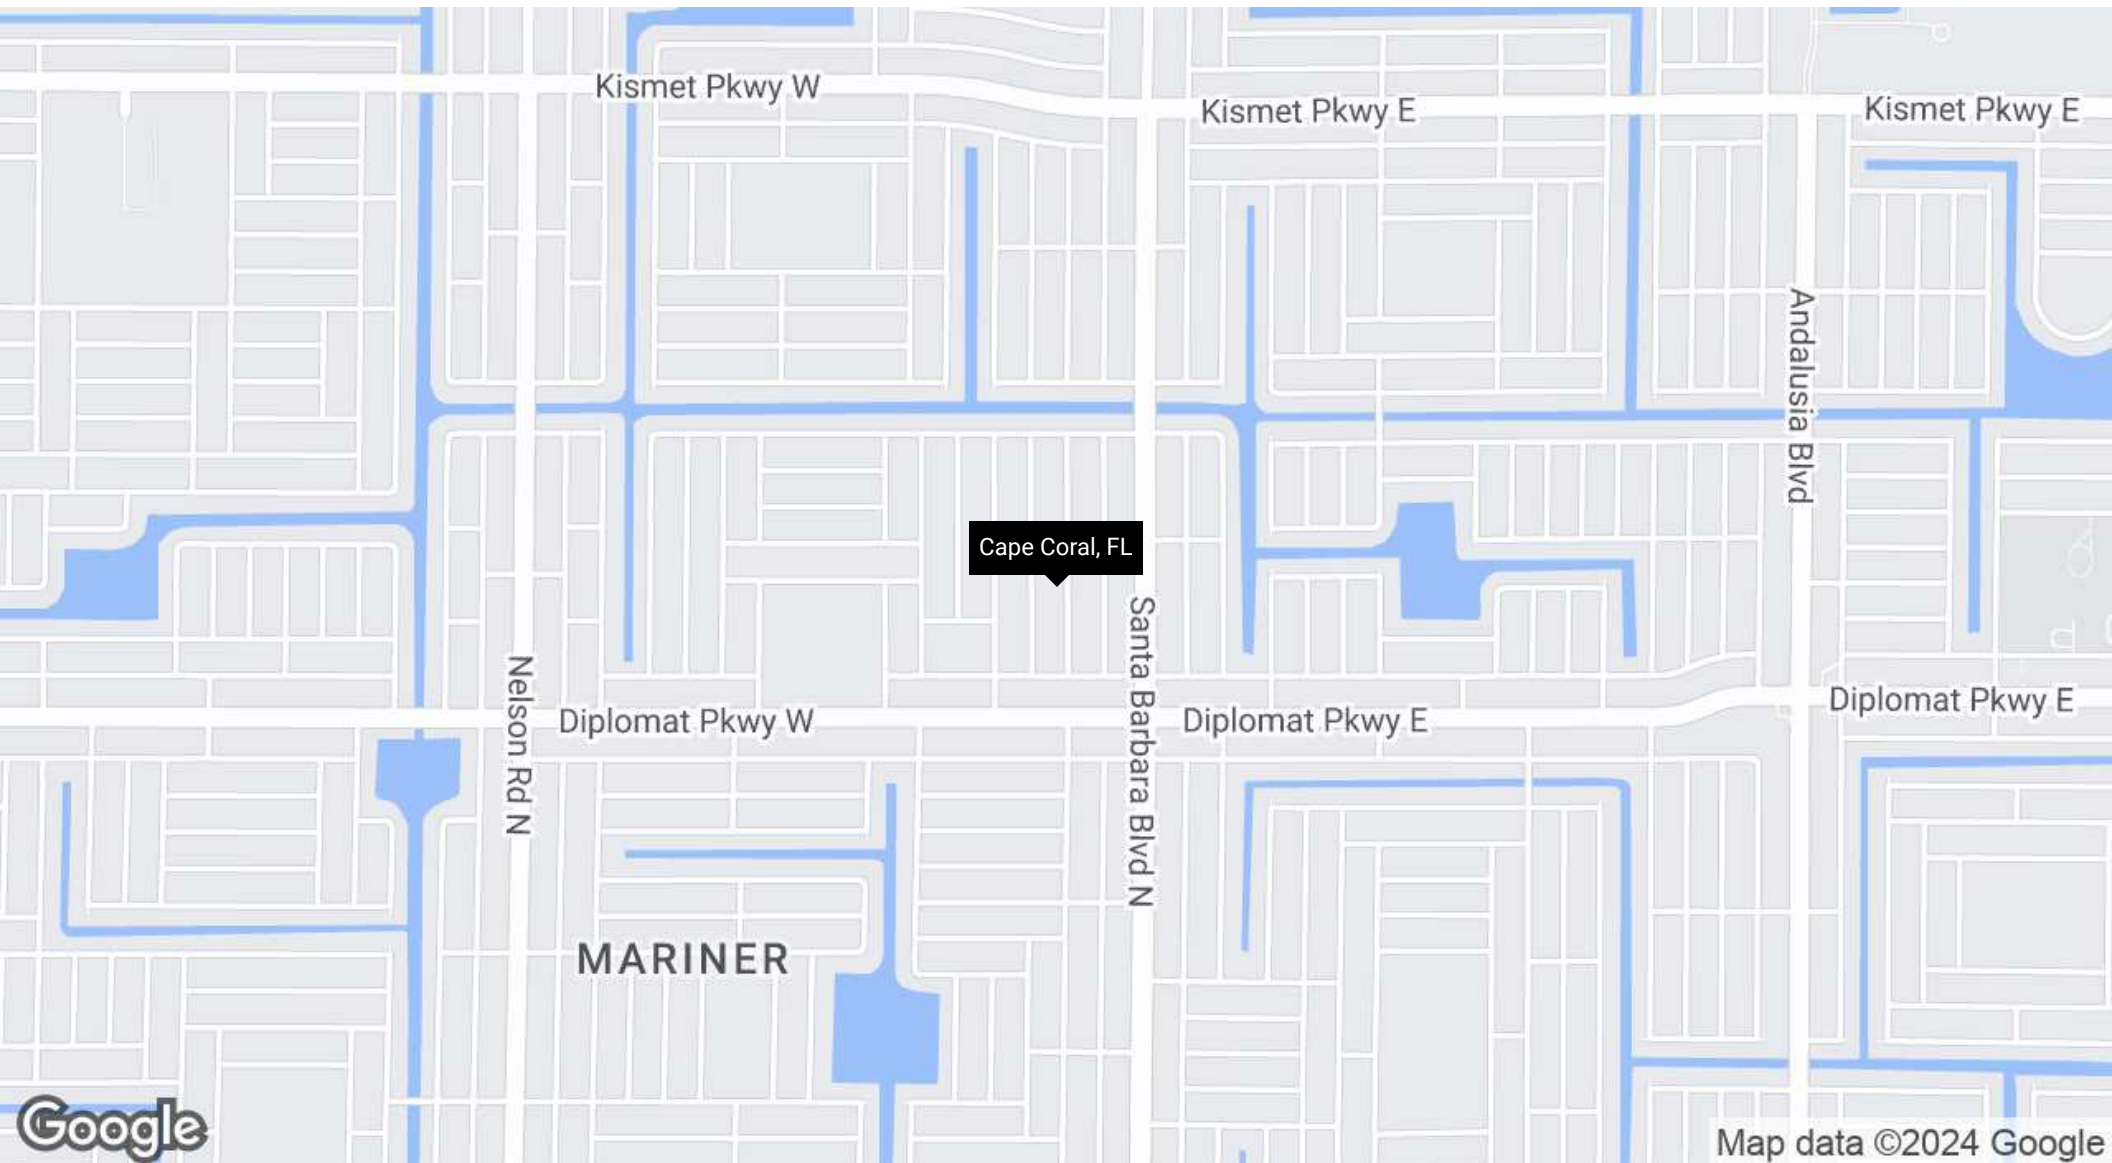 Kismet Pkwy W
Kismet Pkwy E
Kismet Pkwy E
Andalusia Blvd
Cape Coral, FL
Santa Barbara Blvd N
Nelson Rd N
Diplomat Pkwy W
Diplomat Pkwy E
Diplomat Pkwy E
MARINER
Google
Map data ©2024 Google